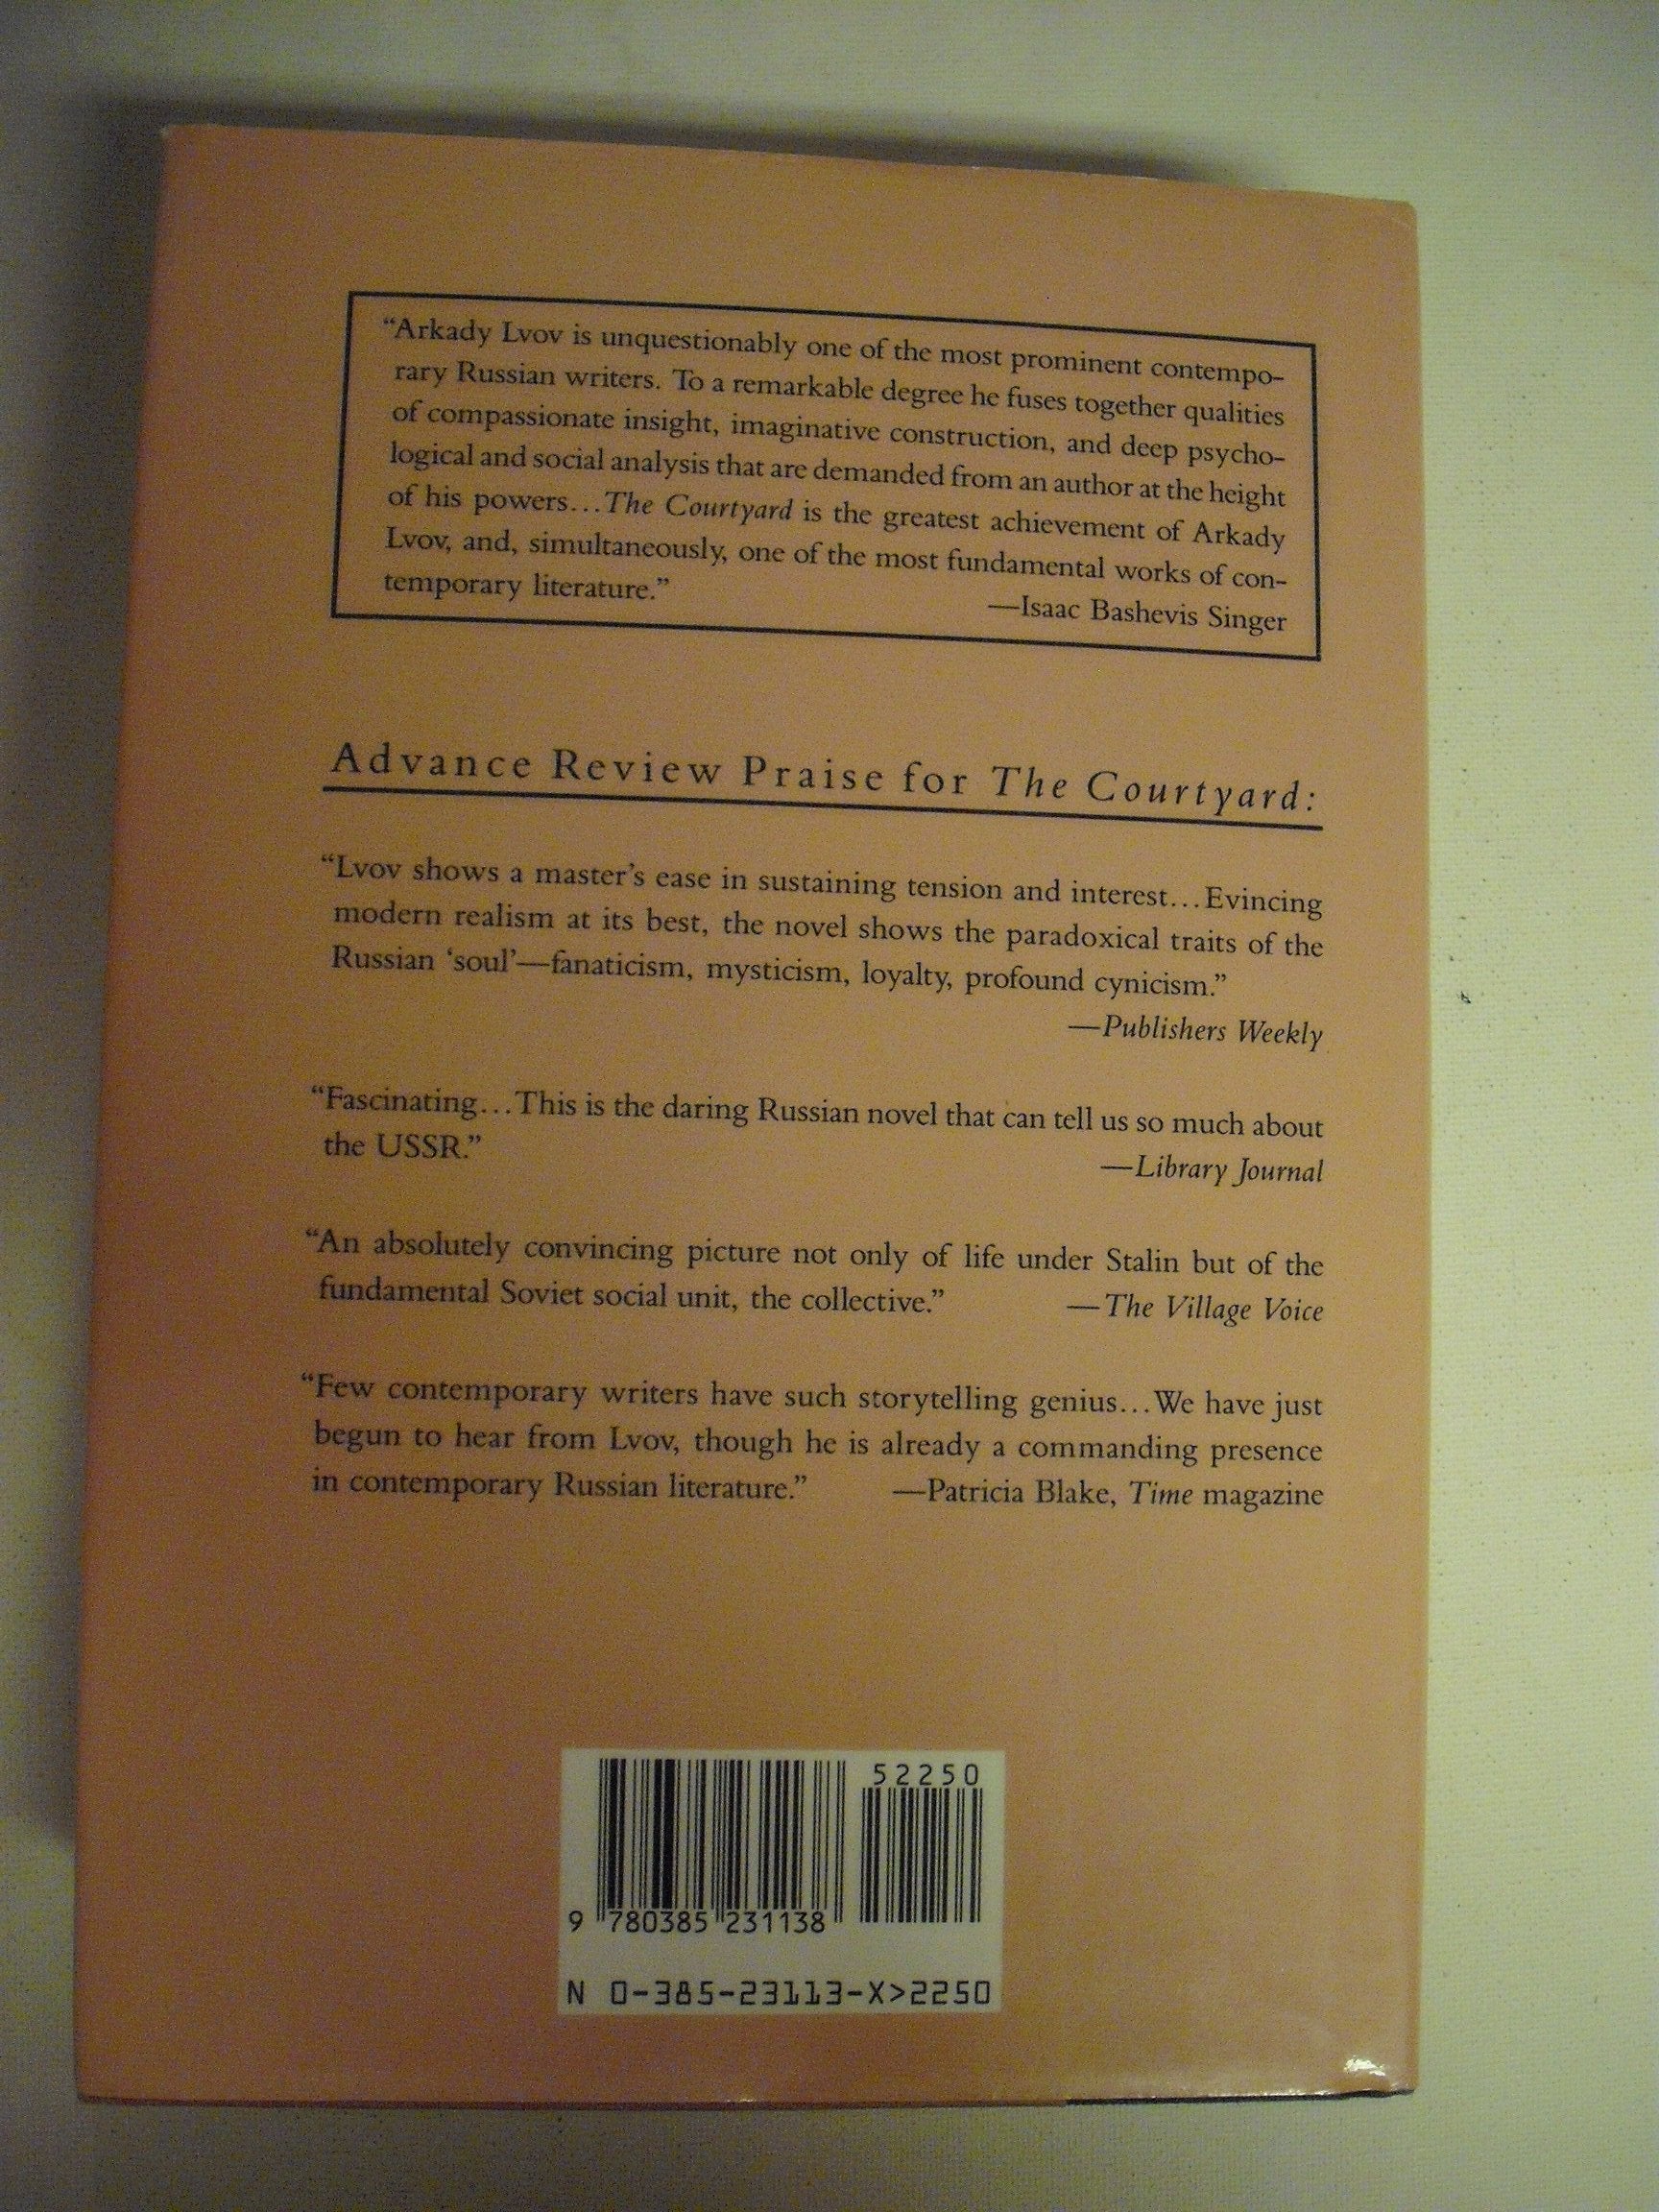 “Arkady Lvov is unquestionably one of the most prominent contempo-
rary Russian writers. To a remarkable degree he fuses together qualities
of compassionate insight, imaginative construction, and deep psycho-
logical and social analysis that are demanded from an author at the height
of his powers...The Courtyard is the greatest achievement of Arkady
Lvov, and, simultaneously, one of the most fundamental works of con-
temporary literature.”
—Isaac Bashevis Singer
Advance Review Praise for The Courtyard:
“Lvov shows a master’s ease in sustaining tension and interest...Evincing
modern realism at its best, the novel shows the paradoxical traits of the
Russian ‘soul’—fanaticism, mysticism, loyalty, profound cynicism.”
—Publishers Weekly
“Fascinating...This is the daring Russian novel that can tell us so much about
the USSR.”
—Library Journal
“An absolutely convincing picture not only of life under Stalin but of the
fundamental Soviet social unit, the collective.” —The Village Voice
“Few contemporary writers have such storytelling genius...We have just
begun to hear from Lvov, though he is already a commanding presence
in contemporary Russian literature.” —Patricia Blake, Time magazine
52250
9 780385 231138
N 0-385-23113-X>2250